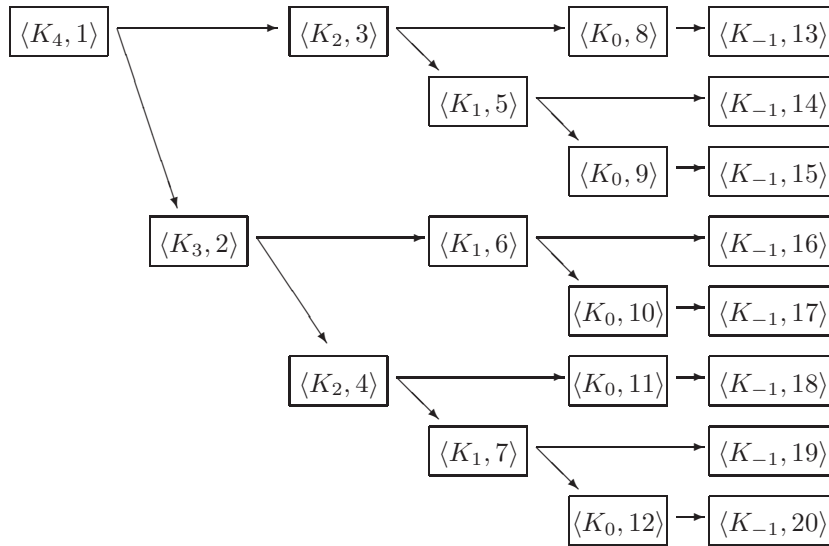 ⟨K₄, 1⟩ ⟨K₂, 3⟩ ⟨K₀, 8⟩ ⟨K₋₁, 13⟩
⟨K₁, 5⟩ ⟨K₋₁, 14⟩
⟨K₀, 9⟩ ⟨K₋₁, 15⟩
⟨K₃, 2⟩ ⟨K₁, 6⟩ ⟨K₋₁, 16⟩
⟨K₀, 10⟩ ⟨K₋₁, 17⟩
⟨K₂, 4⟩ ⟨K₀, 11⟩ ⟨K₋₁, 18⟩
⟨K₁, 7⟩ ⟨K₋₁, 19⟩
⟨K₀, 12⟩ ⟨K₋₁, 20⟩